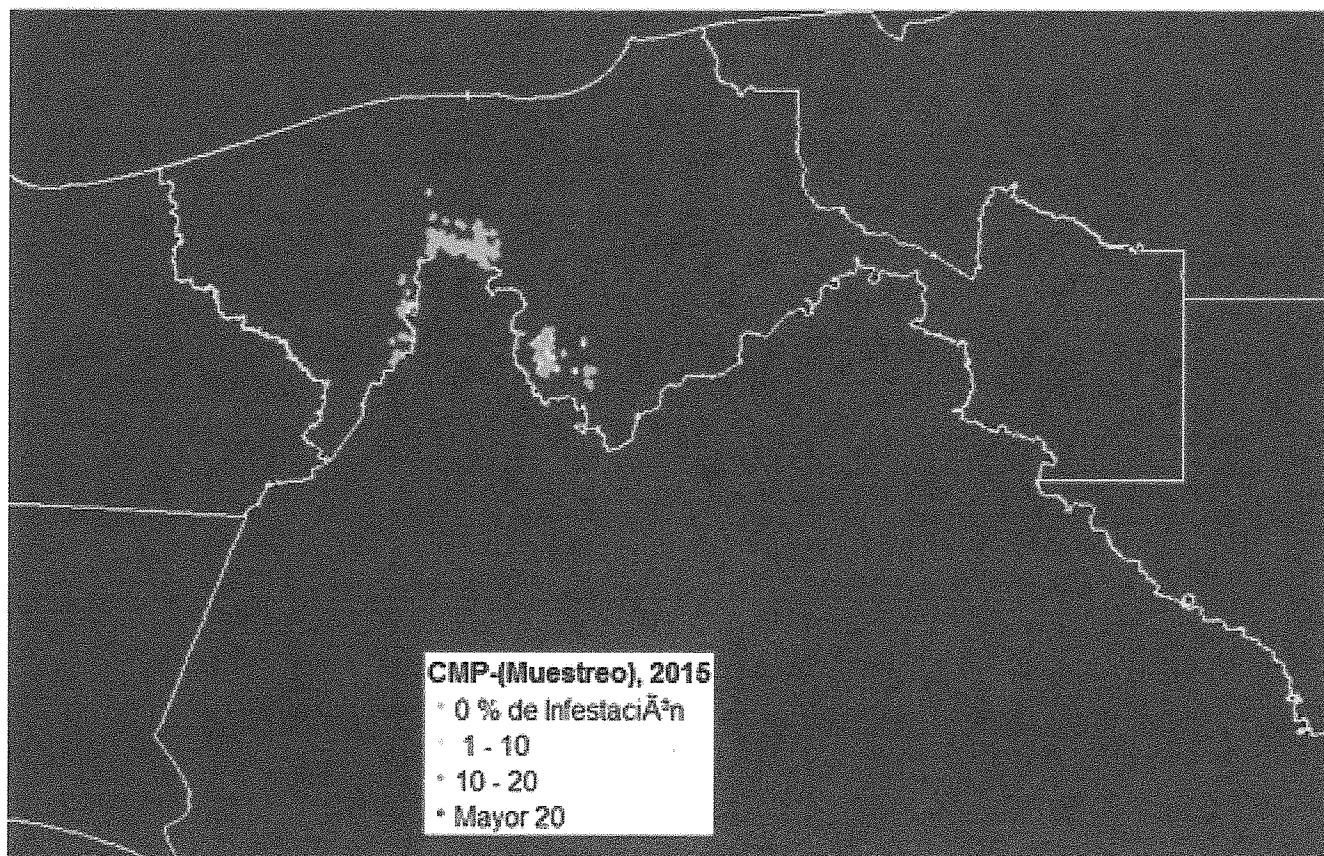 CMP-(Muestreo), 2015
0 % de InfestaciÃ³n
1 - 10
10 - 20
Mayor 20